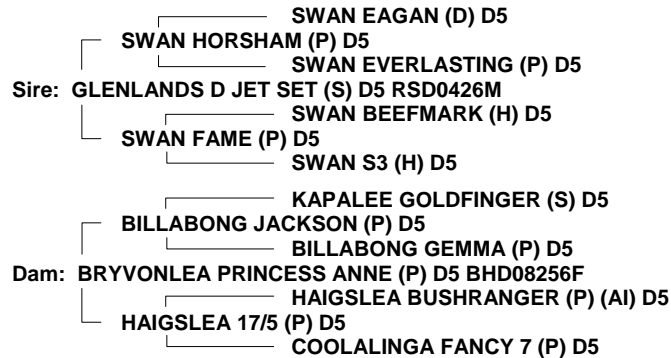 SWAN EAGAN (D) D5
SWAN HORSHAM (P) D5
SWAN EVERLASTING (P) D5
Sire: GLENLANDS D JET SET (S) D5 RSD0426M
SWAN BEEFMARK (H) D5
SWAN FAME (P) D5
SWAN S3 (H) D5
KAPALEE GOLDFINGER (S) D5
BILLABONG JACKSON (P) D5
BILLABONG GEMMA (P) D5
Dam: BRYVONLEA PRINCESS ANNE (P) D5 BHD08256F
HAIGSLEA BUSHRANGER (P) (AI) D5
HAIGSLEA 17/5 (P) D5
COOLALINGA FANCY 7 (P) D5